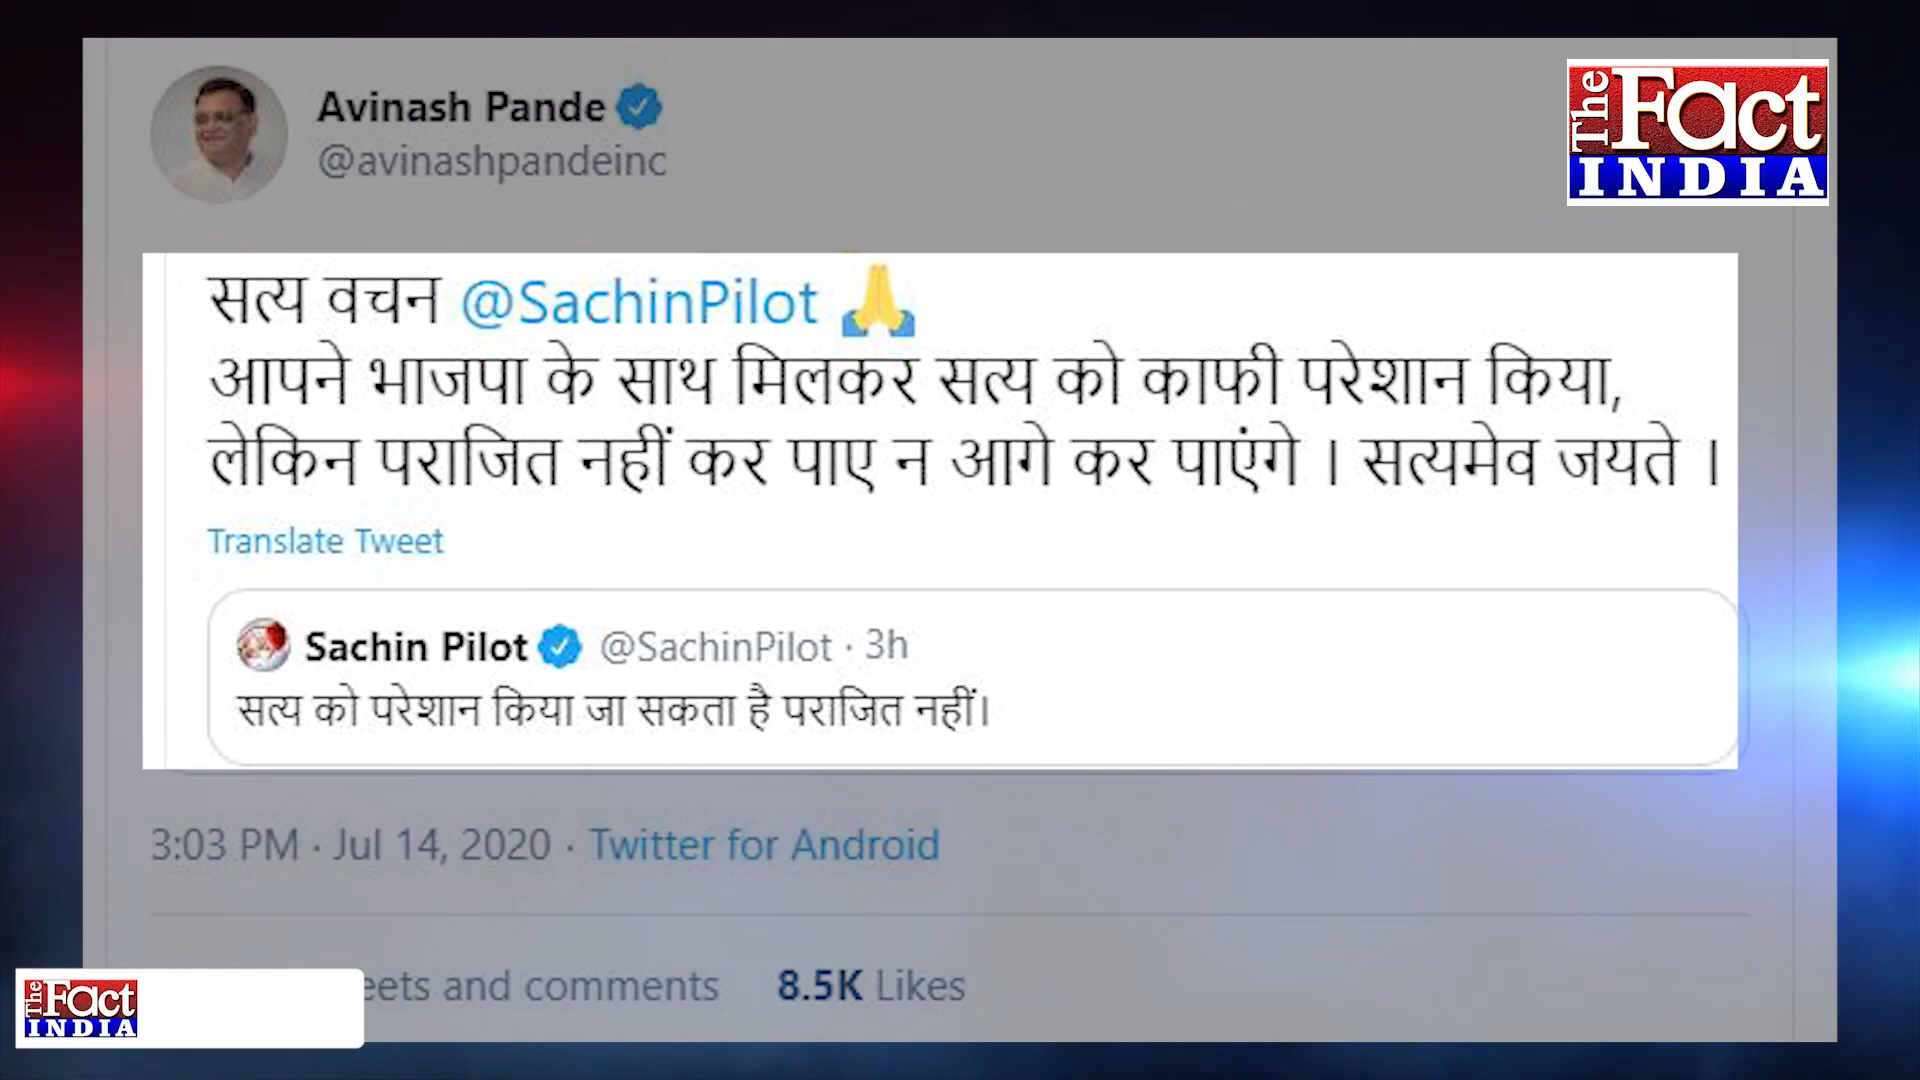 Avinash Pande
@avinashpandeinc
The Fact
INDIA
सत्य वचन @SachinPilot 🙏
आपने भाजपा के साथ मिलकर सत्य को काफी परेशान किया,
लेकिन पराजित नहीं कर पाए न आगे कर पाएंगे । सत्यमेव जयते ।
Translate Tweet
Sachin Pilot @SachinPilot · 3h
सत्य को परेशान किया जा सकता है पराजित नहीं।
3:03 PM · Jul 14, 2020 · Twitter for Android
eets and comments 8.5K Likes
The Fact
INDIA